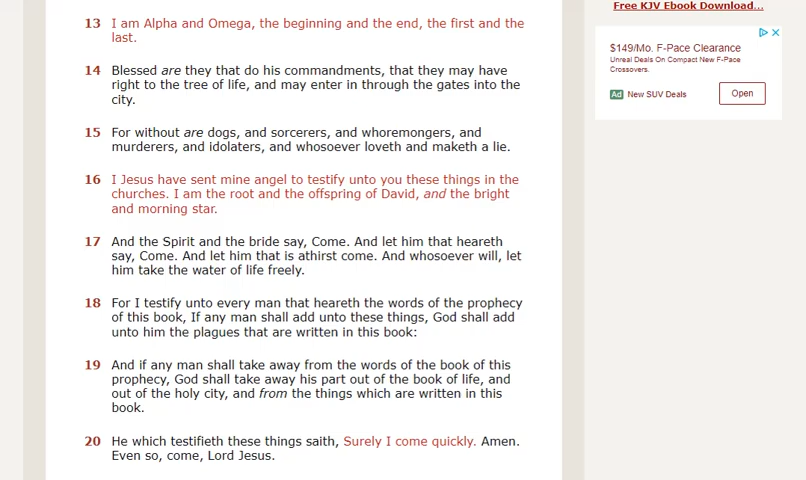 13 I am Alpha and Omega, the beginning and the end, the first and the
last.
14 Blessed are they that do his commandments, that they may have
right to the tree of life, and may enter in through the gates into the
city.
15 For without are dogs, and sorcerers, and whoremongers, and
murderers, and idolaters, and whosoever loveth and maketh a lie.
16 I Jesus have sent mine angel to testify unto you these things in the
churches. I am the root and the offspring of David, and the bright
and morning star.
17 And the Spirit and the bride say, Come. And let him that heareth
say, Come. And let him that is athirst come. And whosoever will, let
him take the water of life freely.
18 For I testify unto every man that heareth the words of the prophecy
of this book, If any man shall add unto these things, God shall add
unto him the plagues that are written in this book:
19 And if any man shall take away from the words of the book of this
prophecy, God shall take away his part out of the book of life, and
out of the holy city, and from the things which are written in this
book.
20 He which testifieth these things saith, Surely I come quickly. Amen.
Even so, come, Lord Jesus.
Free KJV Ebook Download...
$149/Mo. F-Pace Clearance
Unreal Deals On Compact New F-Pace
Crossovers.
Ad New SUV Deals
Open